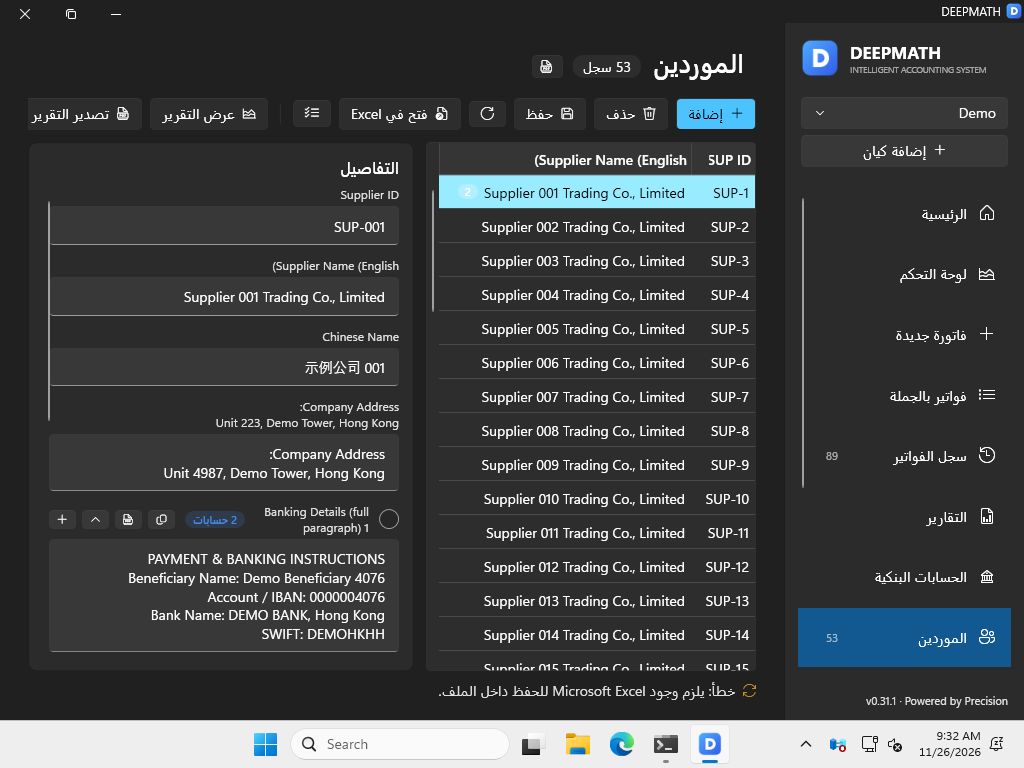 DEEPMATH
DEEPMATH
INTELLIGENT ACCOUNTING SYSTEM
Demo
إضافة كيان
الرئيسية
لوحة التحكم
فاتورة جديدة
فواتير بالجملة
سجل الفواتير 89
التقارير
الحسابات البنكية
الموردين 53
v0.31.1 · Powered by Precision
الموردين 53 سجل
إضافة حذف حفظ فتح في Excel عرض التقرير تصدير التقرير
SUP ID (Supplier Name (English
SUP-1 Supplier 001 Trading Co., Limited 2
SUP-2 Supplier 002 Trading Co., Limited
SUP-3 Supplier 003 Trading Co., Limited
SUP-4 Supplier 004 Trading Co., Limited
SUP-5 Supplier 005 Trading Co., Limited
SUP-6 Supplier 006 Trading Co., Limited
SUP-7 Supplier 007 Trading Co., Limited
SUP-8 Supplier 008 Trading Co., Limited
SUP-9 Supplier 009 Trading Co., Limited
SUP-10 Supplier 010 Trading Co., Limited
SUP-11 Supplier 011 Trading Co., Limited
SUP-12 Supplier 012 Trading Co., Limited
SUP-13 Supplier 013 Trading Co., Limited
SUP-14 Supplier 014 Trading Co., Limited
SUP-15 Supplier 015 Trading Co., Limited
التفاصيل
Supplier ID
SUP-001
(Supplier Name (English
Supplier 001 Trading Co., Limited
Chinese Name
示例公司 001
:Company Address
Unit 223, Demo Tower, Hong Kong
:Company Address
Unit 4987, Demo Tower, Hong Kong
Banking Details (full
paragraph) 1
2 حسابات
PAYMENT & BANKING INSTRUCTIONS
Beneficiary Name: Demo Beneficiary 4076
Account / IBAN: 0000004076
Bank Name: DEMO BANK, Hong Kong
SWIFT: DEMOHKHH
خطأ: يلزم وجود Microsoft Excel للحفظ داخل الملف.
Search
9:32 AM
11/26/2026